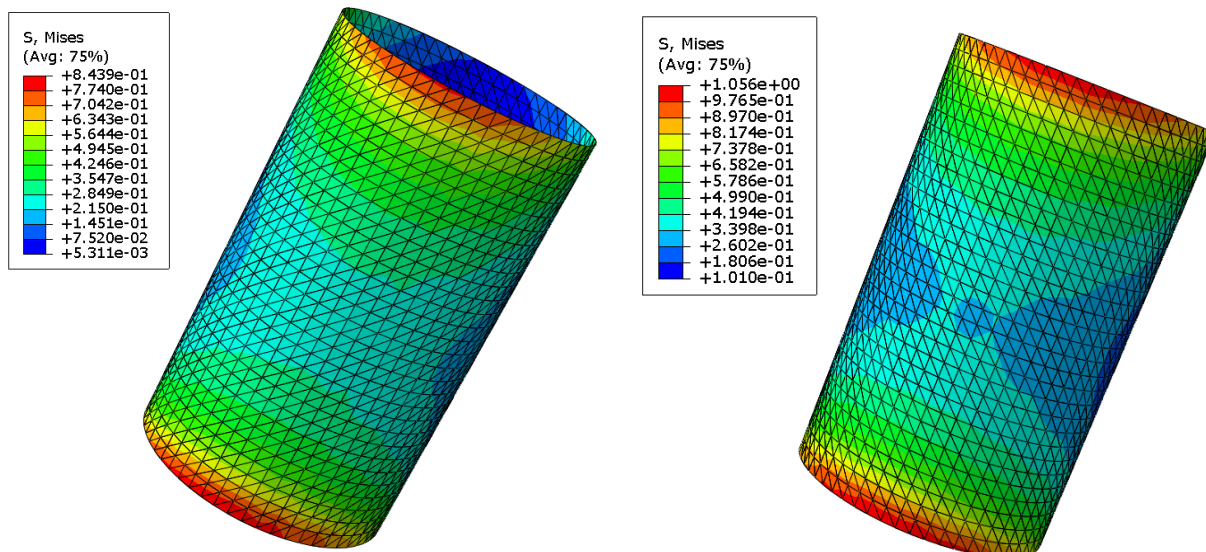 S, Mises
(Avg: 75%)
+8.439e-01
+7.740e-01
+7.042e-01
+6.343e-01
+5.644e-01
+4.945e-01
+4.246e-01
+3.547e-01
+2.849e-01
+2.150e-01
+1.451e-01
+7.520e-02
+5.311e-03
S, Mises
(Avg: 75%)
+1.056e+00
+9.765e-01
+8.970e-01
+8.174e-01
+7.378e-01
+6.582e-01
+5.786e-01
+4.990e-01
+4.194e-01
+3.398e-01
+2.602e-01
+1.806e-01
+1.010e-01